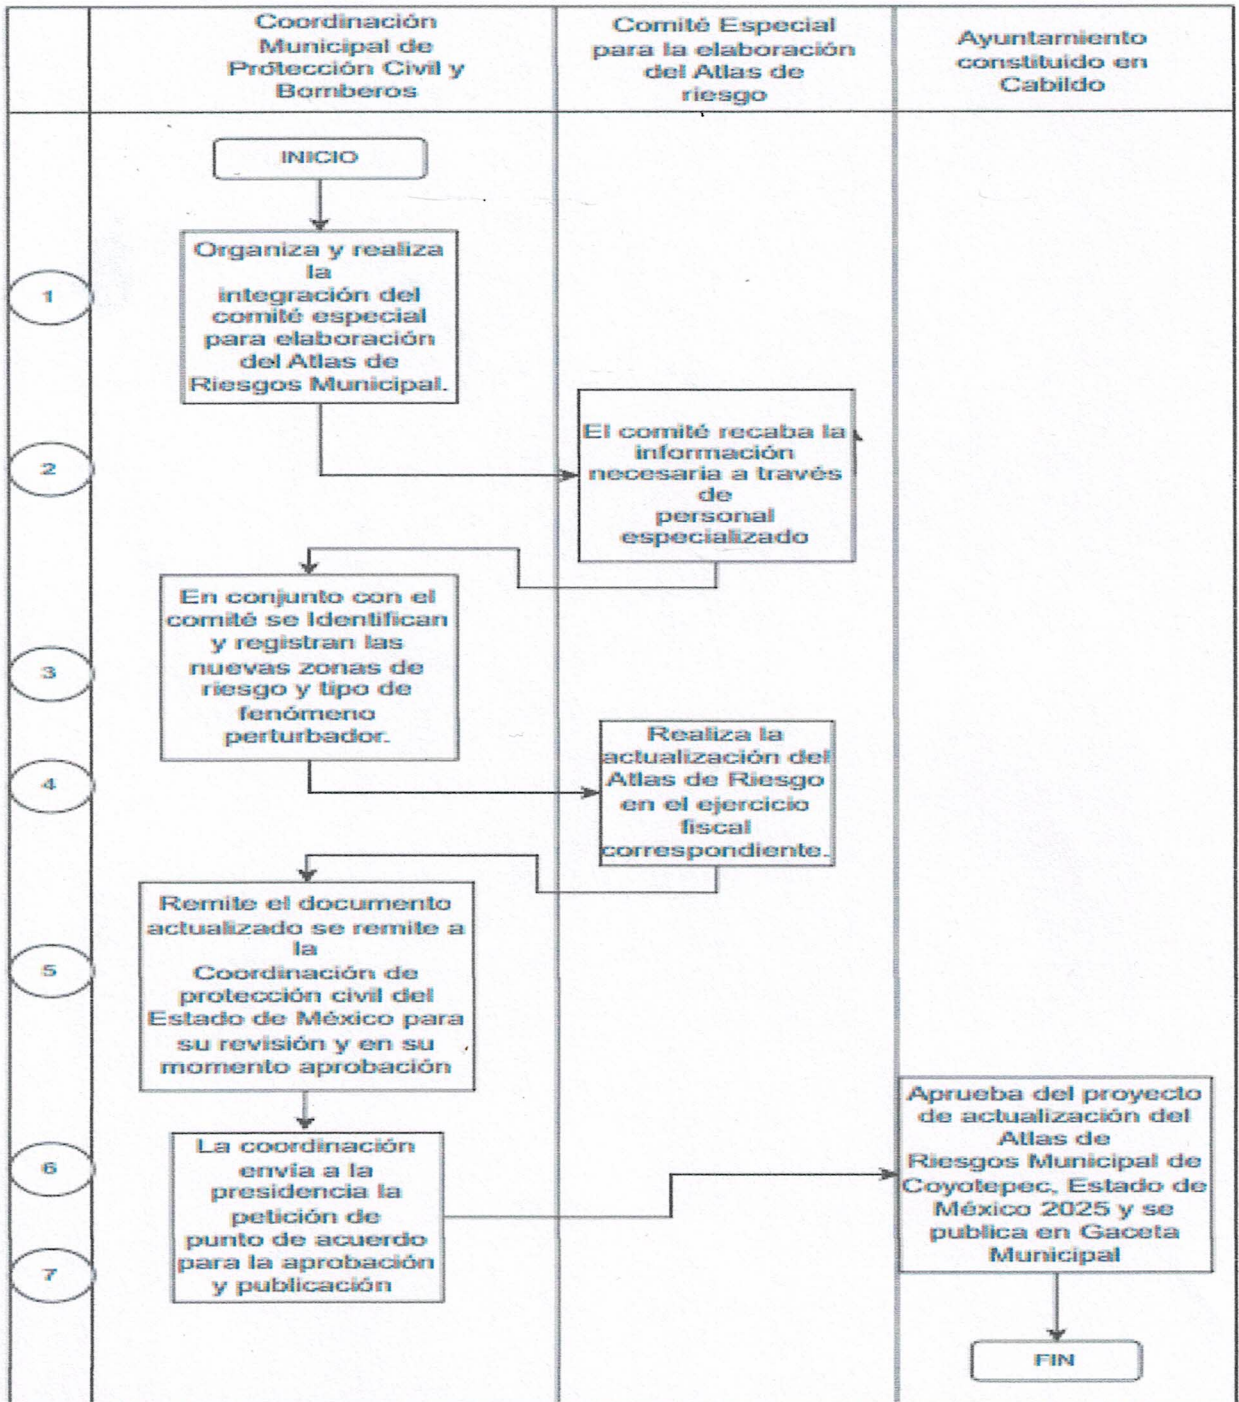 Coordinación
Municipal de
Protección Civil y
Bomberos
Comité Especial
para la elaboración
del Atlas de
riesgo
Ayuntamiento
constituido en
Cabildo
INICIO
1
Organiza y realiza
la
integración del
comité especial
para elaboración
del Atlas de
Riesgos Municipal.
2
El comité recaba la
información
necesaria a través
de
personal
especializado
3
En conjunto con el
comité se Identifican
y registran las
nuevas zonas de
riesgo y tipo de
fenómeno
perturbador.
4
Realiza la
actualización del
Atlas de Riesgo
en el ejercicio
fiscal
correspondiente.
5
Remite el documento
actualizado se remite a
la
Coordinación de
protección civil del
Estado de México para
su revisión y en su
momento aprobación
6
La coordinación
envía a la
presidencia la
petición de
punto de acuerdo
para la aprobación
y publicación
7
Aprueba del proyecto
de actualización del
Atlas de
Riesgos Municipal de
Coyotepec, Estado de
México 2025 y se
publica en Gaceta
Municipal
FIN